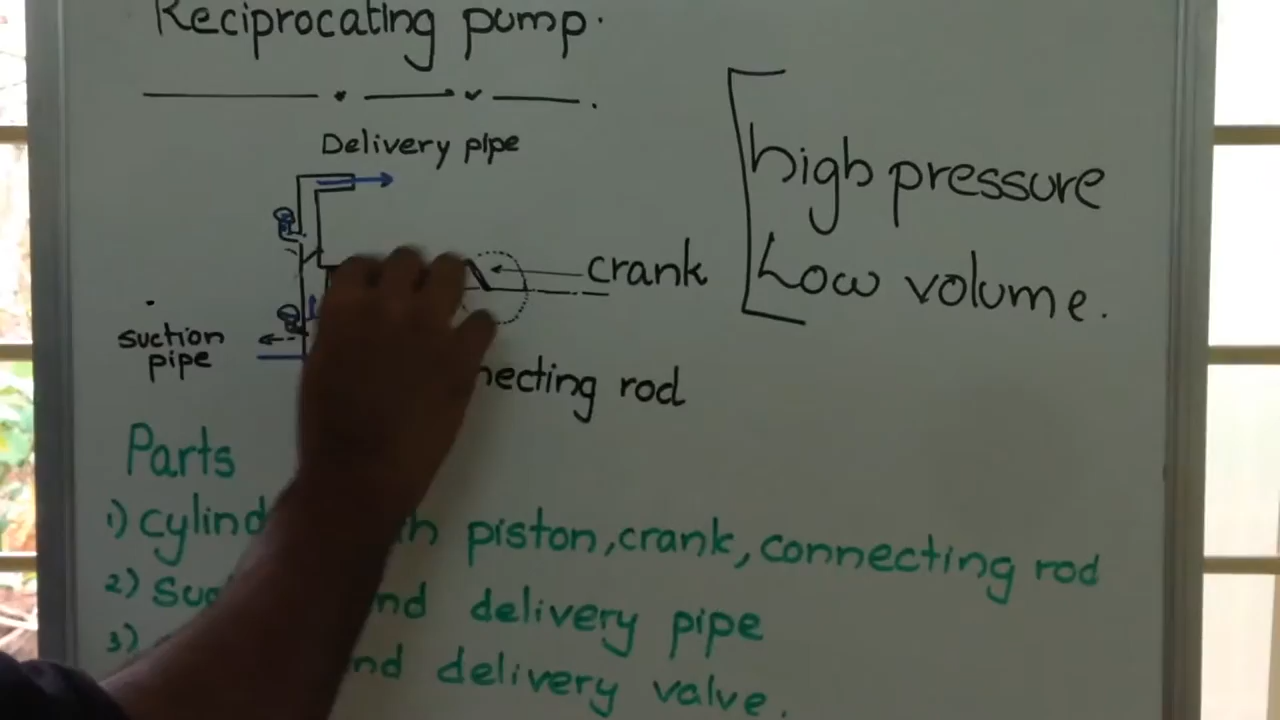 Reciprocating pump.
Delivery pipe
crank
suction
pipe
necting rod
high pressure
Low volume.
Parts
1) cylind h piston, crank, connecting rod
2) Suc nd delivery pipe
3) nd delivery valve.